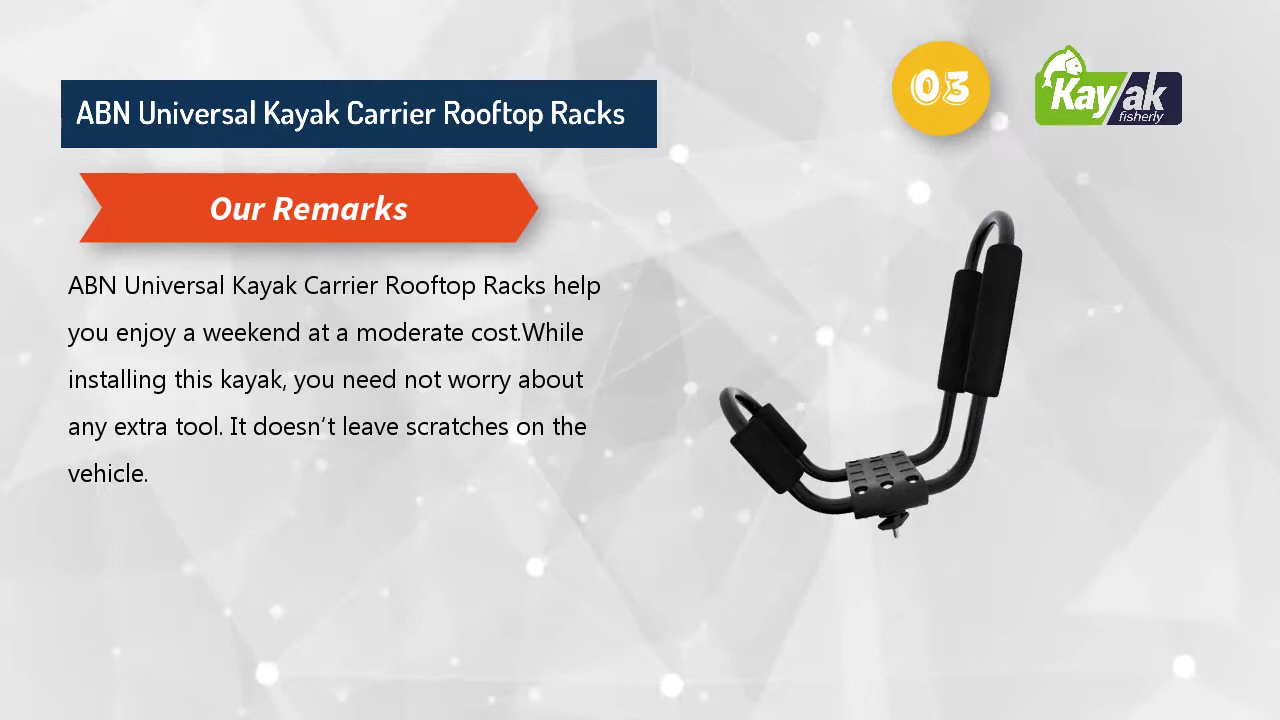 ABN Universal Kayak Carrier Rooftop Racks
03
Kayak
fisherly
Our Remarks
ABN Universal Kayak Carrier Rooftop Racks help
you enjoy a weekend at a moderate cost.While
installing this kayak, you need not worry about
any extra tool. It doesn’t leave scratches on the
vehicle.